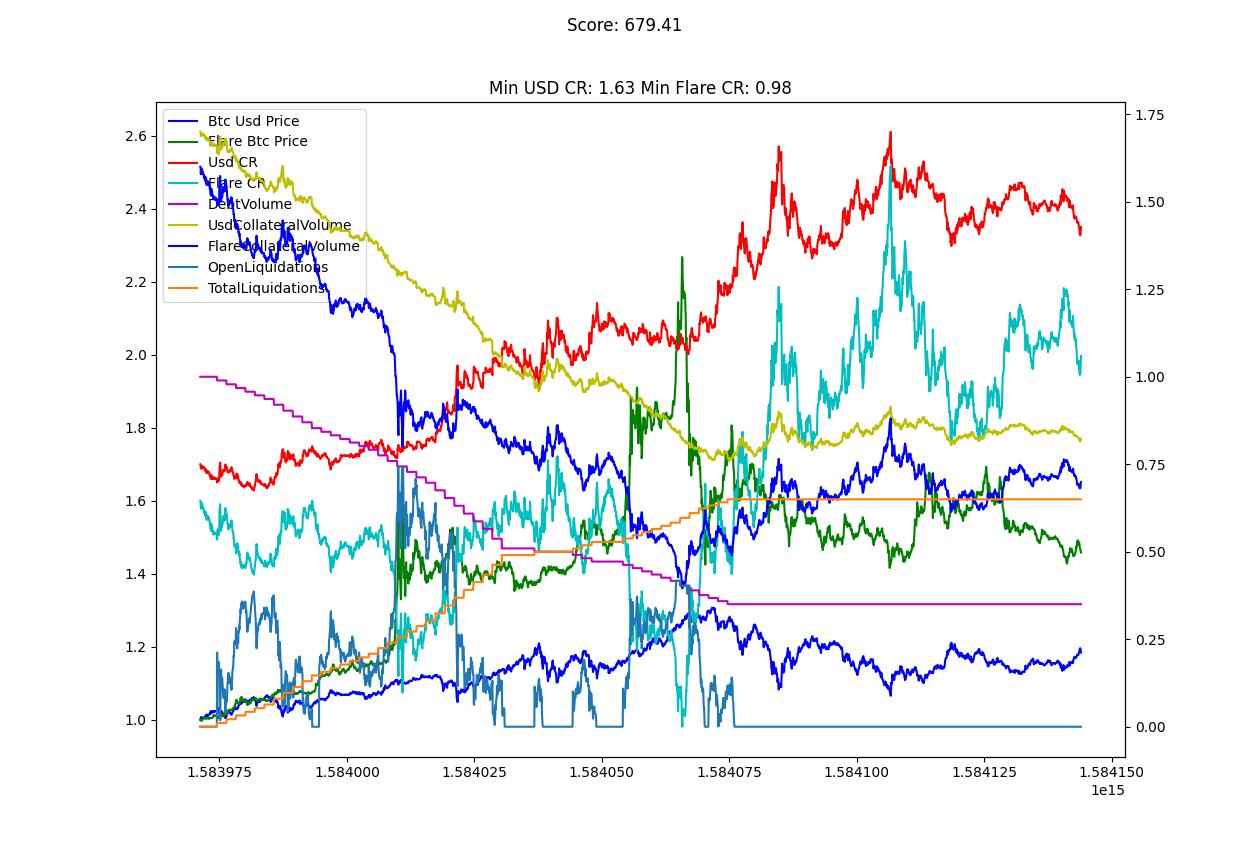 Score: 679.41
Min USD CR: 1.63 Min Flare CR: 0.98
Btc Usd Price
Flare Btc Price
Usd CR
Flare CR
DebtVolume
UsdCollateralVolume
FlareCollateralVolume
OpenLiquidations
TotalLiquidations
2.6
2.4
2.2
2.0
1.8
1.6
1.4
1.2
1.0
1.75
1.50
1.25
1.00
0.75
0.50
0.25
0.00
1.583975 1.584000 1.584025 1.584050 1.584075 1.584100 1.584125 1.584150
1e15